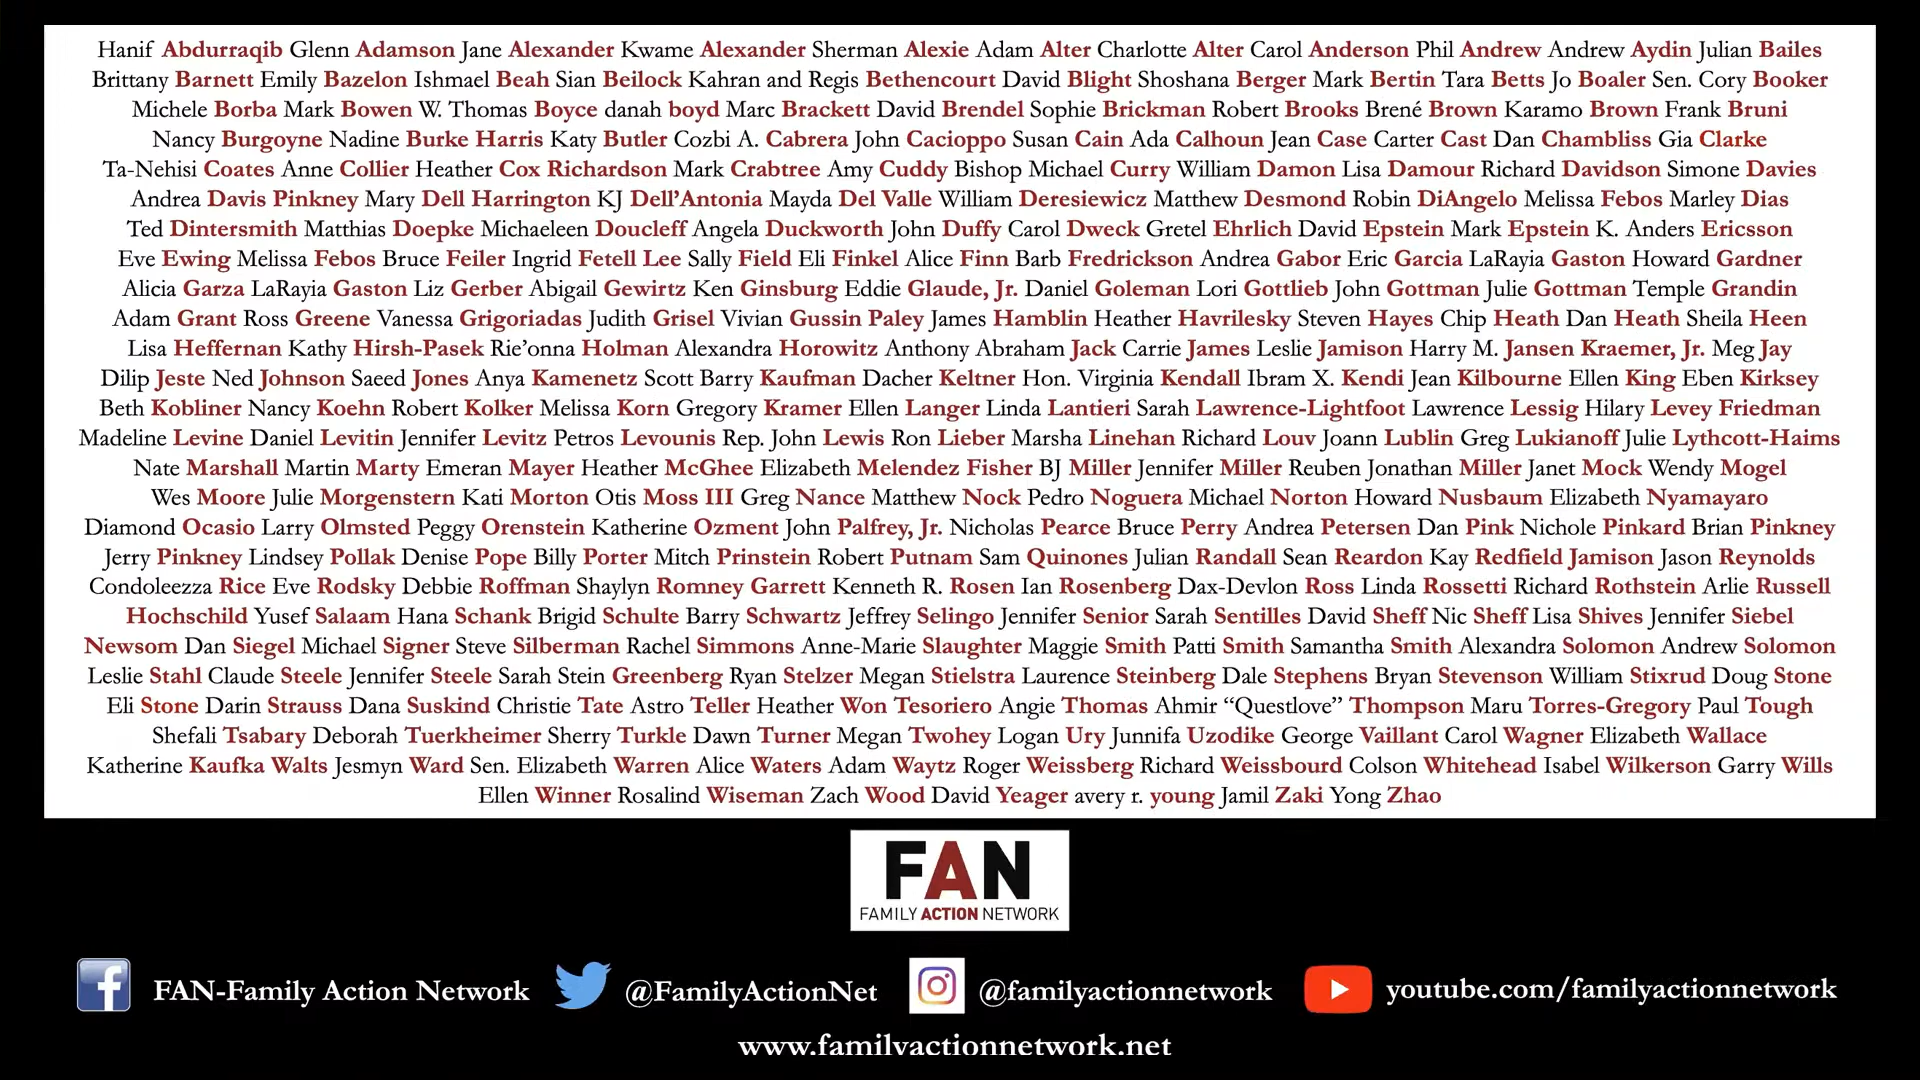 Hanif Abdurraqib Glenn Adamson Jane Alexander Kwame Alexander Sherman Alexie Adam Alter Charlotte Alter Carol Anderson Phil Andrew Andrew Aydin Julian Bailes
Brittany Barnett Emily Bazelon Ishmael Beah Sian Beilock Kahran and Regis Bethencourt David Blight Shoshana Berger Mark Bertin Tara Betts Jo Boaler Sen. Cory Booker
Michele Borba Mark Bowen W. Thomas Boyce danah boyd Marc Brackett David Brendel Sophie Brickman Robert Brooks Brené Brown Karamo Brown Frank Bruni
Nancy Burgoyne Nadine Burke Harris Katy Butler Cozbi A. Cabrera John Cacioppo Susan Cain Ada Calhoun Jean Case Carter Cast Dan Chambliss Gia Clarke
Ta-Nehisi Coates Anne Collier Heather Cox Richardson Mark Crabtree Amy Cuddy Bishop Michael Curry William Damon Lisa Damour Richard Davidson Simone Davies
Andrea Davis Pinkney Mary Dell Harrington KJ Dell’Antonia Mayda Del Valle William Deresiewicz Matthew Desmond Robin DiAngelo Melissa Febos Marley Dias
Ted Dintersmith Matthias Doepke Michaeleen Doucleff Angela Duckworth John Duffy Carol Dweck Gretel Ehrlich David Epstein Mark Epstein K. Anders Ericsson
Eve Ewing Melissa Febos Bruce Feiler Ingrid Fetell Lee Sally Field Eli Finkel Alice Finn Barb Fredrickson Andrea Gabor Eric Garcia LaRayia Gaston Howard Gardner
Alicia Garza LaRayia Gaston Liz Gerber Abigail Gewirtz Ken Ginsburg Eddie Glaude, Jr. Daniel Goleman Lori Gottlieb John Gottman Julie Gottman Temple Grandin
Adam Grant Ross Greene Vanessa Grigoriadas Judith Grisel Vivian Gussin Paley James Hamblin Heather Havrilesky Steven Hayes Chip Heath Dan Heath Sheila Heen
Lisa Heffernan Kathy Hirsh-Pasek Rie’onna Holman Alexandra Horowitz Anthony Abraham Jack Carrie James Leslie Jamison Harry M. Jansen Kraemer, Jr. Meg Jay
Dilip Jeste Ned Johnson Saeed Jones Anya Kamenetz Scott Barry Kaufman Dacher Keltner Hon. Virginia Kendall Ibram X. Kendi Jean Kilbourne Ellen King Eben Kirksey
Beth Kobliner Nancy Koehn Robert Kolker Melissa Korn Gregory Kramer Ellen Langer Linda Lantieri Sarah Lawrence-Lightfoot Lawrence Lessig Hilary Levey Friedman
Madeline Levine Daniel Levitin Jennifer Levitz Petros Levounis Rep. John Lewis Ron Lieber Marsha Linehan Richard Louv Joann Lublin Greg Lukianoff Julie Lythcott-Haims
Nate Marshall Martin Marty Emeran Mayer Heather McGhee Elizabeth Melendez Fisher BJ Miller Jennifer Miller Reuben Jonathan Miller Janet Mock Wendy Mogel
Wes Moore Julie Morgenstern Kati Morton Otis Moss III Greg Nance Matthew Nock Pedro Noguera Michael Norton Howard Nusbaum Elizabeth Nyamayaro
Diamond Ocasio Larry Olmsted Peggy Orenstein Katherine Ozment John Palfrey, Jr. Nicholas Pearce Bruce Perry Andrea Petersen Dan Pink Nichole Pinkard Brian Pinkney
Jerry Pinkney Lindsey Pollak Denise Pope Billy Porter Mitch Prinstein Robert Putnam Sam Quinones Julian Randall Sean Reardon Kay Redfield Jamison Jason Reynolds
Condoleezza Rice Eve Rodsky Debbie Roffman Shaylyn Romney Garrett Kenneth R. Rosen Ian Rosenberg Dax-Devlon Ross Linda Rossetti Richard Rothstein Arlie Russell
Hochschild Yusef Salaam Hana Schank Brigid Schulte Barry Schwartz Jeffrey Selingo Jennifer Senior Sarah Sentilles David Sheff Nic Sheff Lisa Shives Jennifer Siebel
Newsom Dan Siegel Michael Signer Steve Silberman Rachel Simmons Anne-Marie Slaughter Maggie Smith Patti Smith Samantha Smith Alexandra Solomon Andrew Solomon
Leslie Stahl Claude Steele Jennifer Steele Sarah Stein Greenberg Ryan Stelzer Megan Stielstra Laurence Steinberg Dale Stephens Bryan Stevenson William Stixrud Doug Stone
Eli Stone Darin Strauss Dana Suskind Christie Tate Astro Teller Heather Won Tesoriero Angie Thomas Ahmir “Questlove” Thompson Maru Torres-Gregory Paul Tough
Shefali Tsabary Deborah Tuerkheimer Sherry Turkle Dawn Turner Megan Twohey Logan Ury Junnifa Uzodike George Vaillant Carol Wagner Elizabeth Wallace
Katherine Kaufka Walts Jesmyn Ward Sen. Elizabeth Warren Alice Waters Adam Waytz Roger Weissberg Richard Weissbourd Colson Whitehead Isabel Wilkerson Garry Wills
Ellen Winner Rosalind Wiseman Zach Wood David Yeager avery r. young Jamil Zaki Yong Zhao
FAN
FAMILY ACTION NETWORK
FAN-Family Action Network @FamilyActionNet @familyactionnetwork youtube.com/familyactionnetwork
www.familyactionnetwork.net